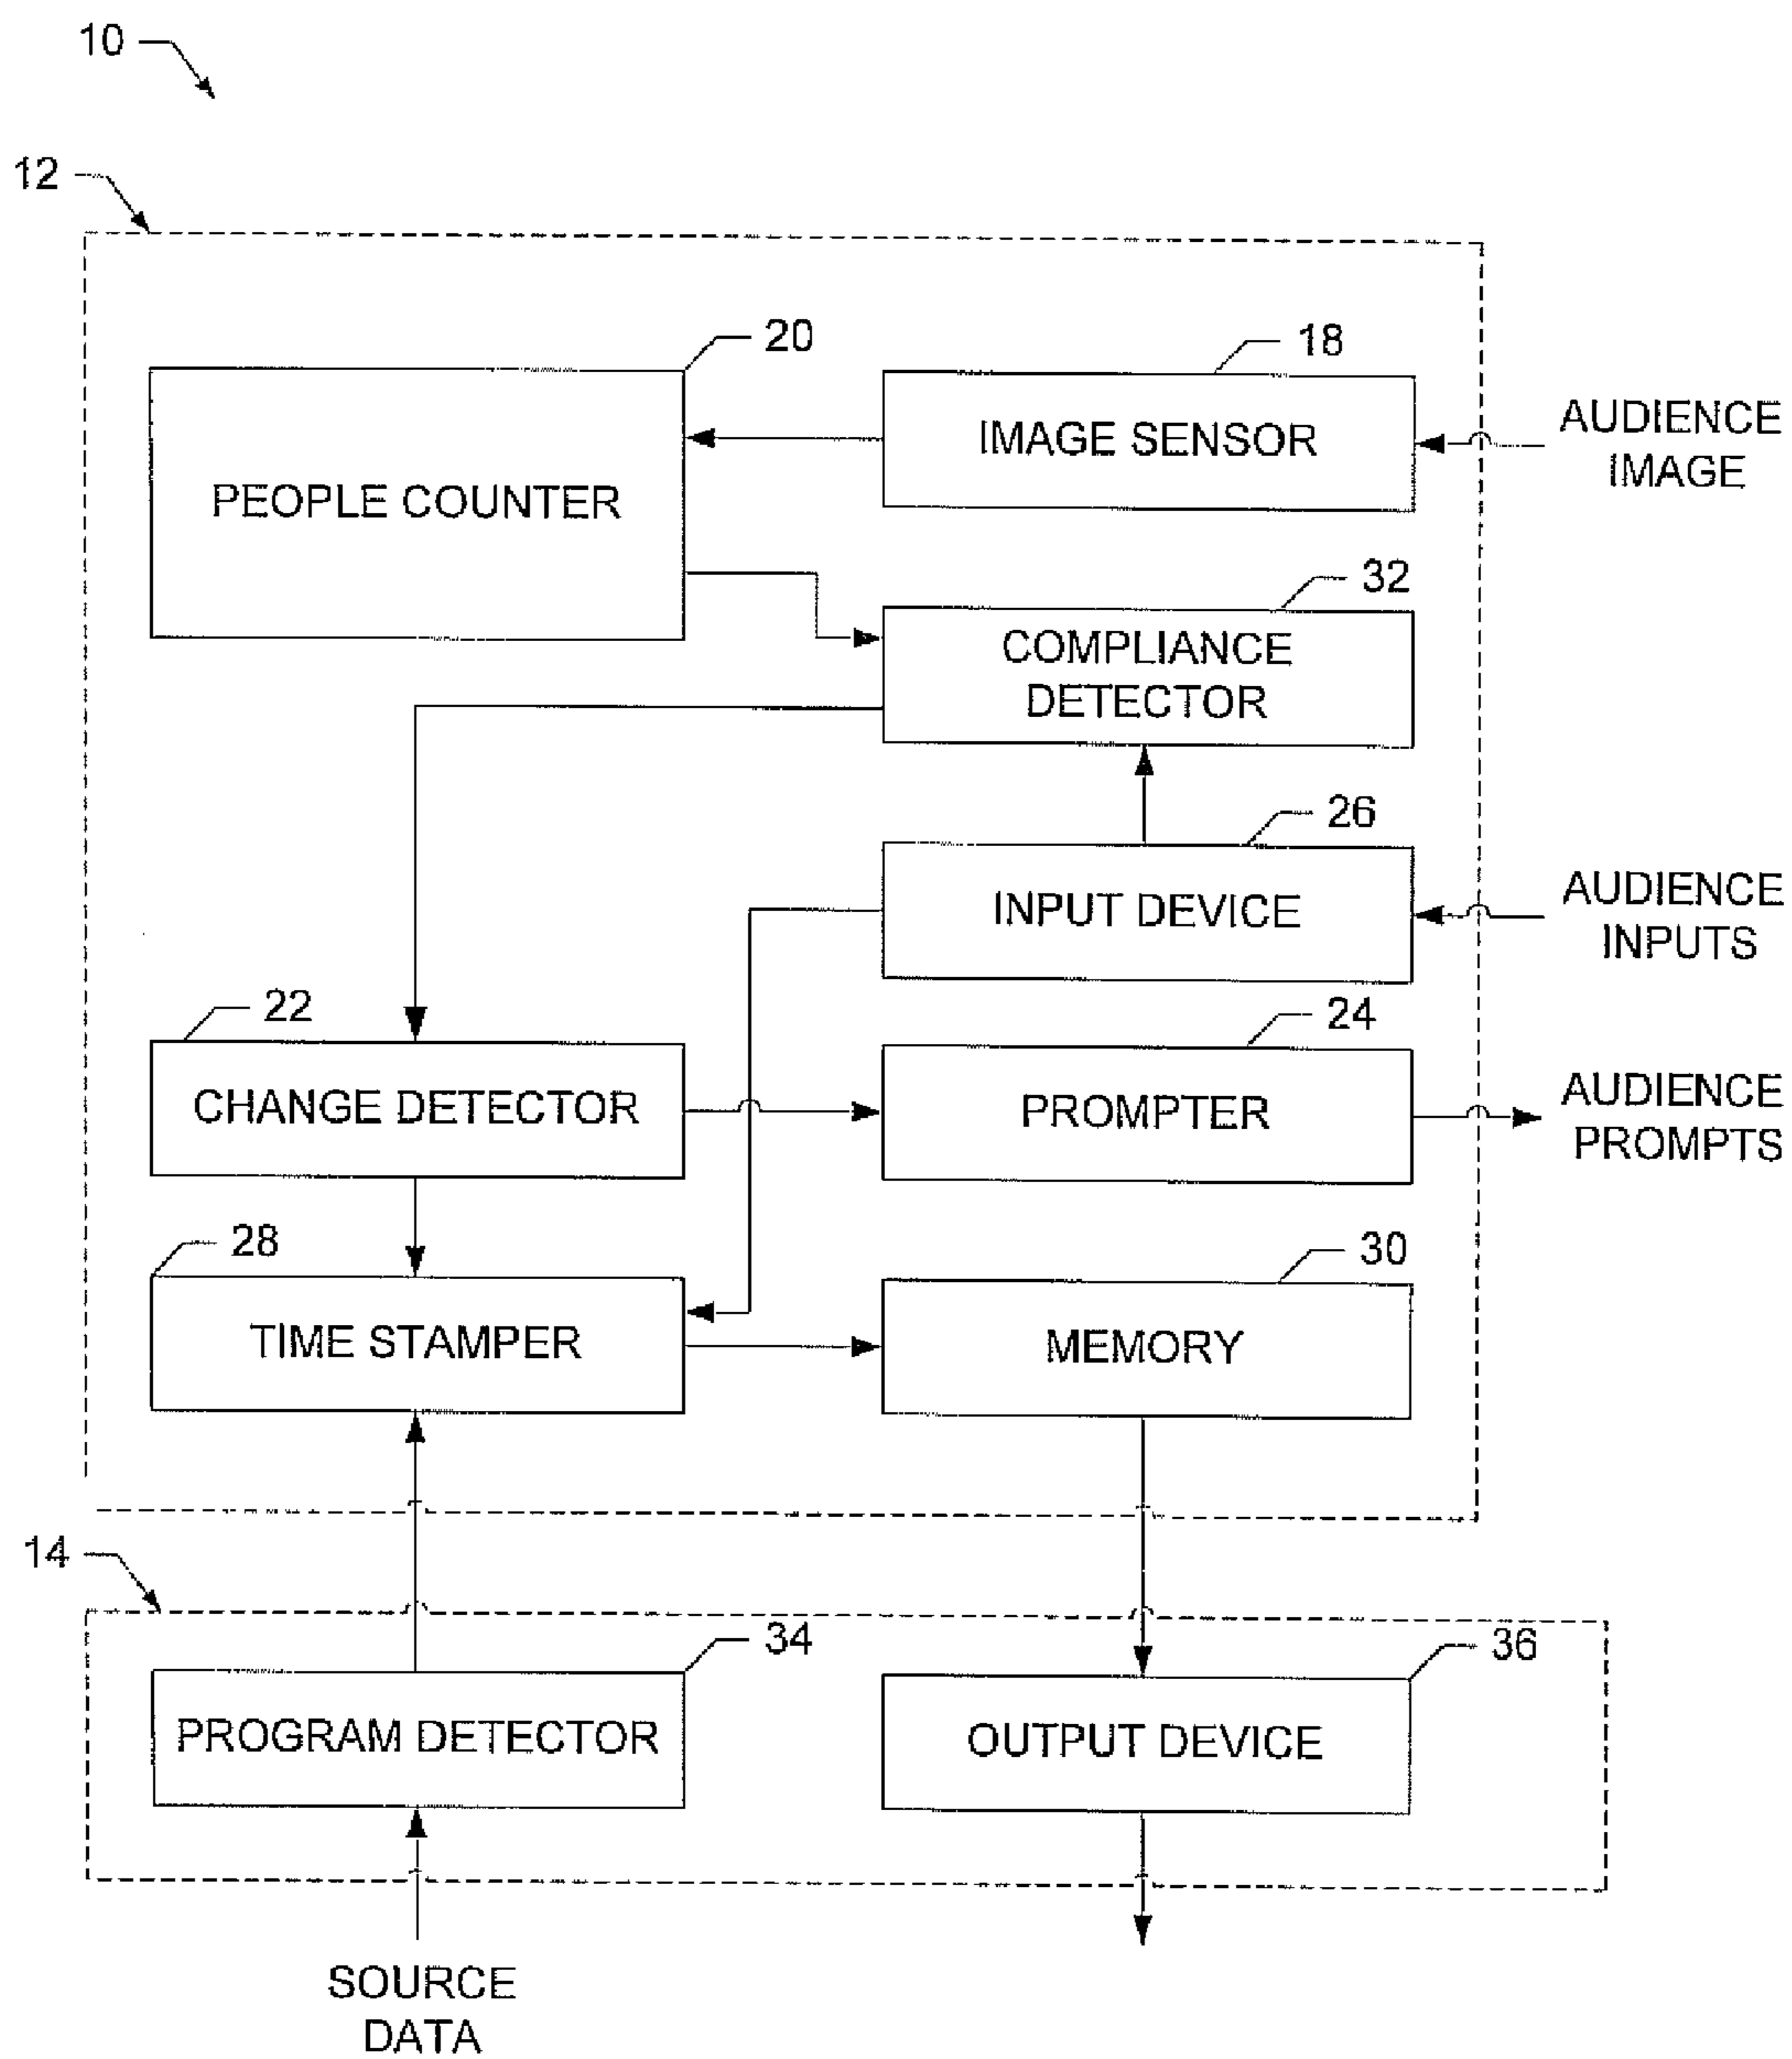 10
12
20
18
PEOPLE COUNTER
IMAGE SENSOR
AUDIENCE
IMAGE
32
COMPLIANCE
DETECTOR
26
INPUT DEVICE
AUDIENCE
INPUTS
22
24
CHANGE DETECTOR
PROMPTER
AUDIENCE
PROMPTS
28
30
TIME STAMPER
MEMORY
14
34
36
PROGRAM DETECTOR
OUTPUT DEVICE
SOURCE
DATA